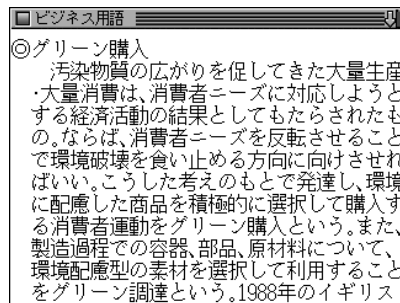 ビジネス用語
◎グリーン購入
汚染物質の広がりを促してきた大量生産
・大量消費は、消費者ニーズに対応しようと
する経済活動の結果としてもたらされたも
の。ならば、消費者ニーズを反転させること
で環境破壊を食い止める方向に向けさせれ
ばいい。こうした考えのもとで発達し、環境
に配慮した商品を積極的に選択して購入す
る消費者運動をグリーン購入という。また、
製造過程での容器、部品、原材料について、
環境配慮型の素材を選択して利用すること
をグリーン調達という。1988年のイギリス